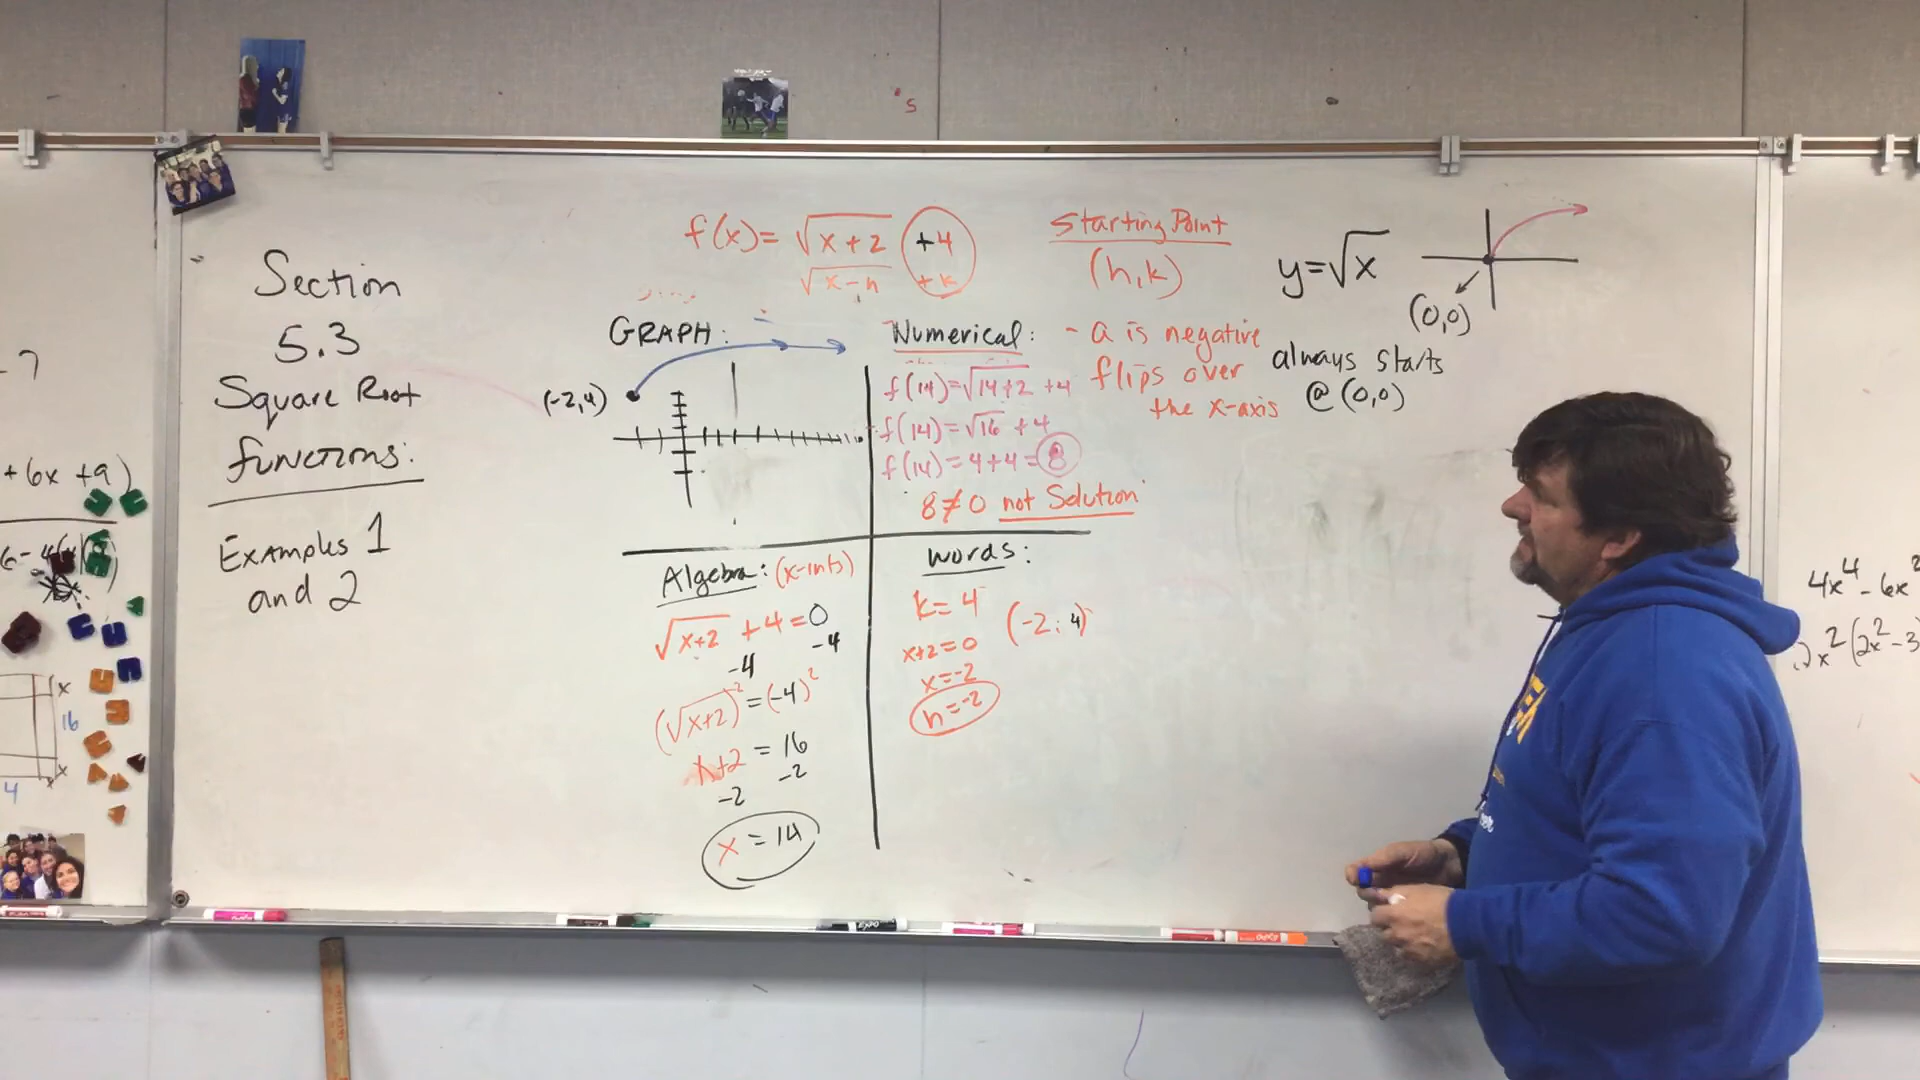 Section
5.3
Square Root
functions:
Examples 1
and 2
f(x) = √x+2 +4
√x-h +k
Starting Point
(h,k)
y=√x
(0,0)
always starts
@ (0,0)
GRAPH:
(-2,4)
Numerical:
f(14)=√14+2 +4
f(14)=√16 +4
f(14)=4+4=8
8≠0 not Solution
- a is negative
flips over
the x-axis
Algebra: (x-ints)
√x+2 +4=0
-4 -4
(√x+2)²=(-4)²
x+2 = 16
-2 -2
x = 14
words:
k=4
x+2=0
x=-2
h=-2
(-2, 4)
+6x +9)
x
16
x
4
4x⁴-6x²
x²(2x²-3
's
-7
EXPO